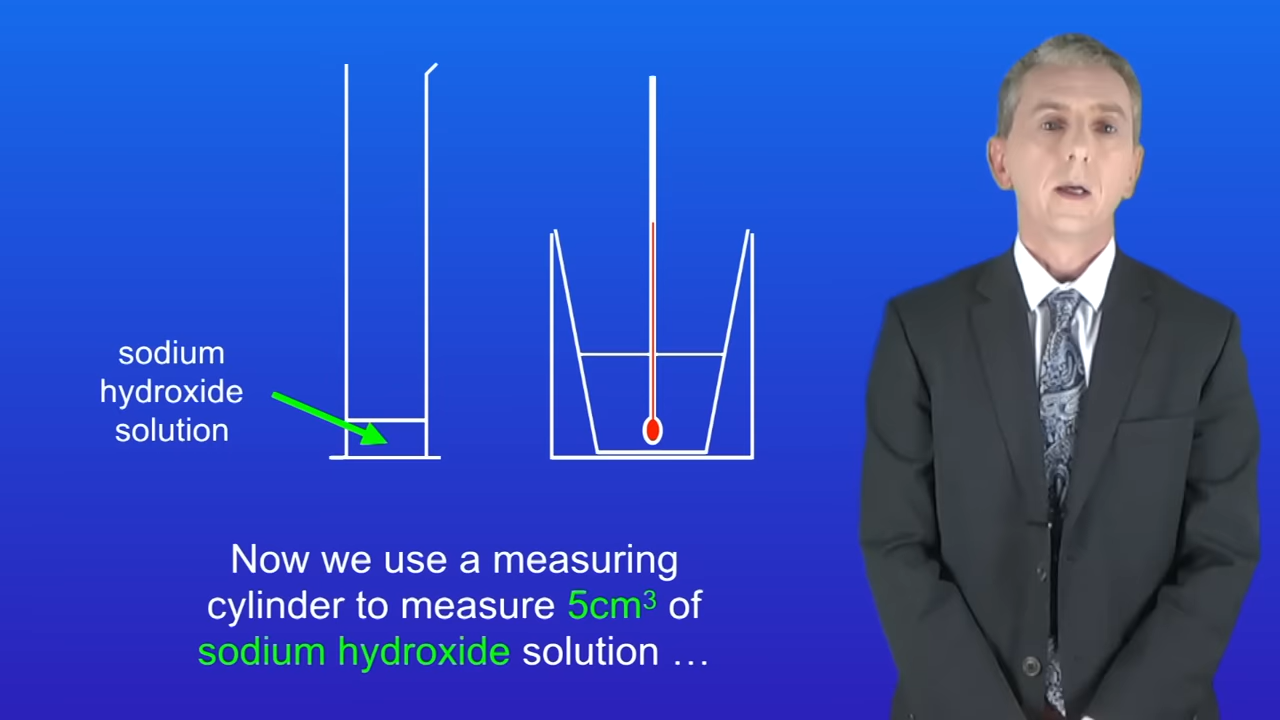 sodium
hydroxide
solution
Now we use a measuring
cylinder to measure 5cm³ of
sodium hydroxide solution …